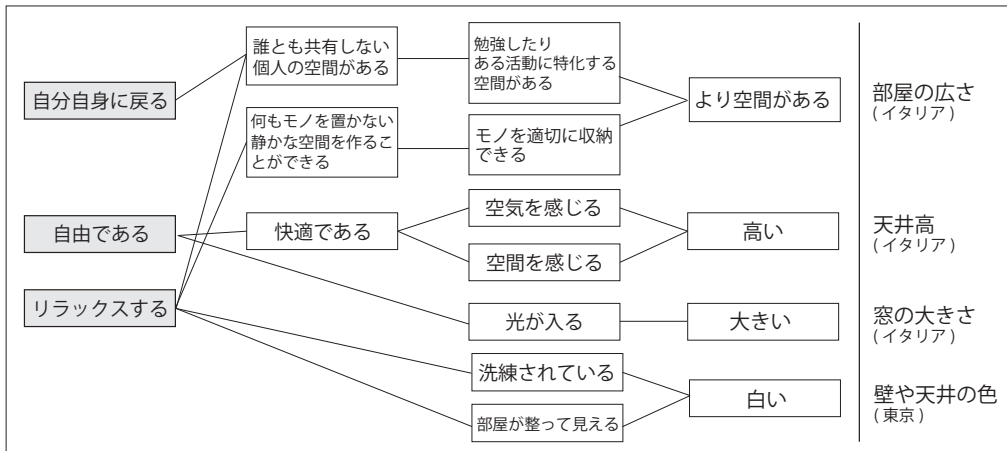 自分自身に戻る
自由である
リラックスする
誰とも共有しない
個人の空間がある
何もモノを置かない
静かな空間を作るこ
とができる
快適である
勉強したり
ある活動に特化する
空間がある
モノを適切に収納
できる
空気を感じる
空間を感じる
光が入る
洗練されている
部屋が整って見える
より空間がある
高い
大きい
白い
部屋の広さ
( イタリア )
天井高
( イタリア )
窓の大きさ
( イタリア )
壁や天井の色
( 東京 )